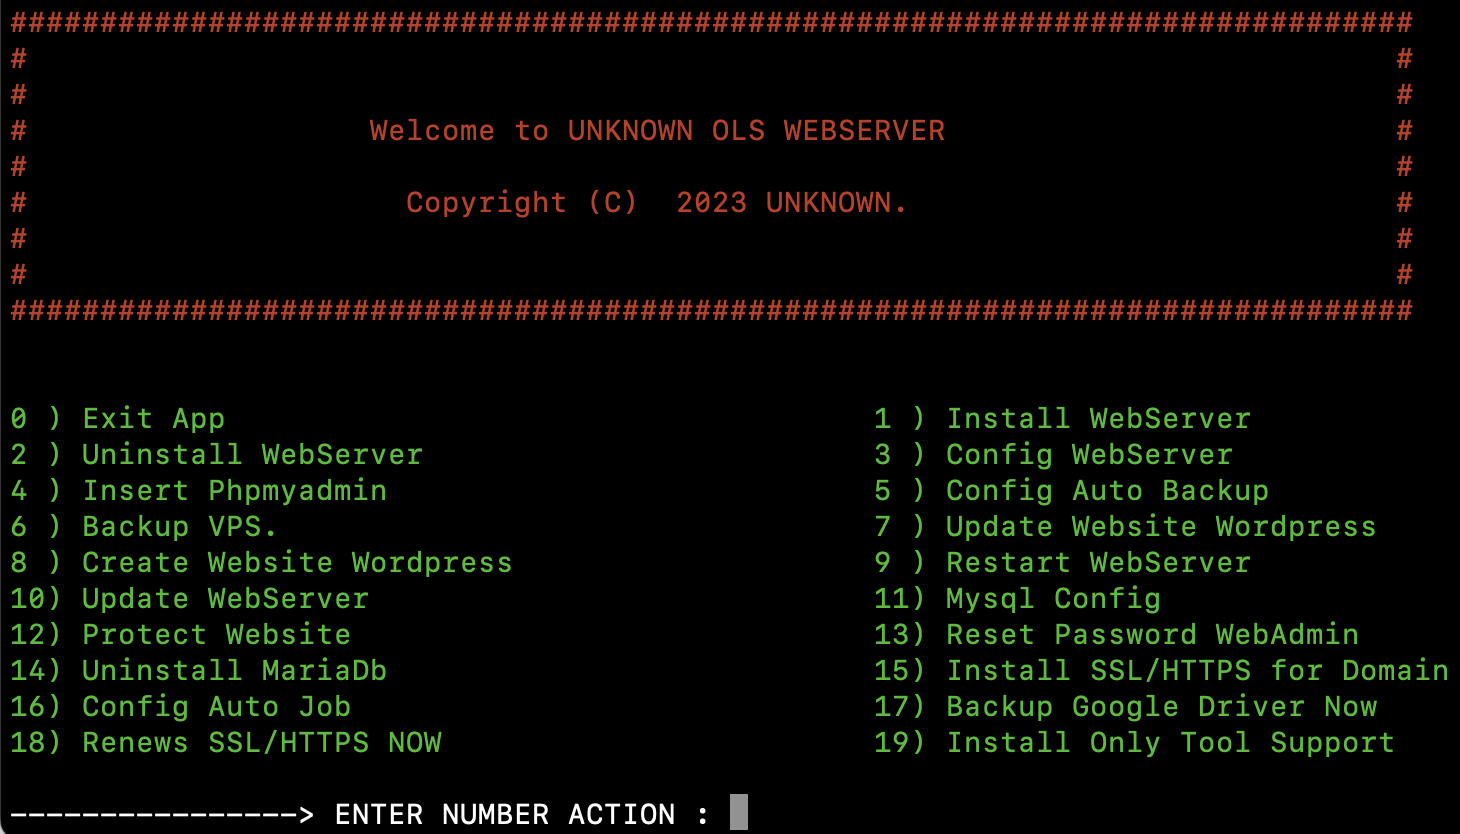 ##############################################################################
# #
# #
# Welcome to UNKNOWN OLS WEBSERVER #
# #
# Copyright (C)  2023 UNKNOWN. #
# #
# #
##############################################################################
0 ) Exit App 1 ) Install WebServer
2 ) Uninstall WebServer 3 ) Config WebServer
4 ) Insert Phpmyadmin 5 ) Config Auto Backup
6 ) Backup VPS. 7 ) Update Website Wordpress
8 ) Create Website Wordpress 9 ) Restart WebServer
10) Update WebServer 11) Mysql Config
12) Protect Website 13) Reset Password WebAdmin
14) Uninstall MariaDb 15) Install SSL/HTTPS for Domain
16) Config Auto Job 17) Backup Google Driver Now
18) Renews SSL/HTTPS NOW 19) Install Only Tool Support
----------------> ENTER NUMBER ACTION :